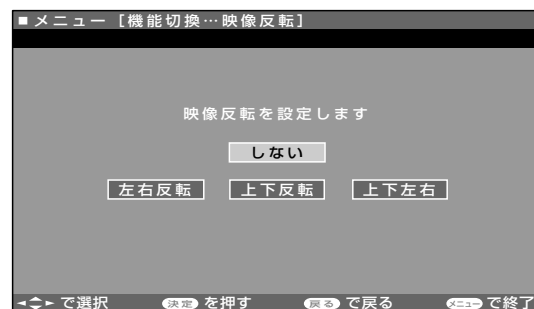 ■メニュー [機能切換…映像反転]
映像反転を設定します
しない
左右反転 上下反転 上下左右
で選択 決定 を押す 戻る で戻る メニュー で終了